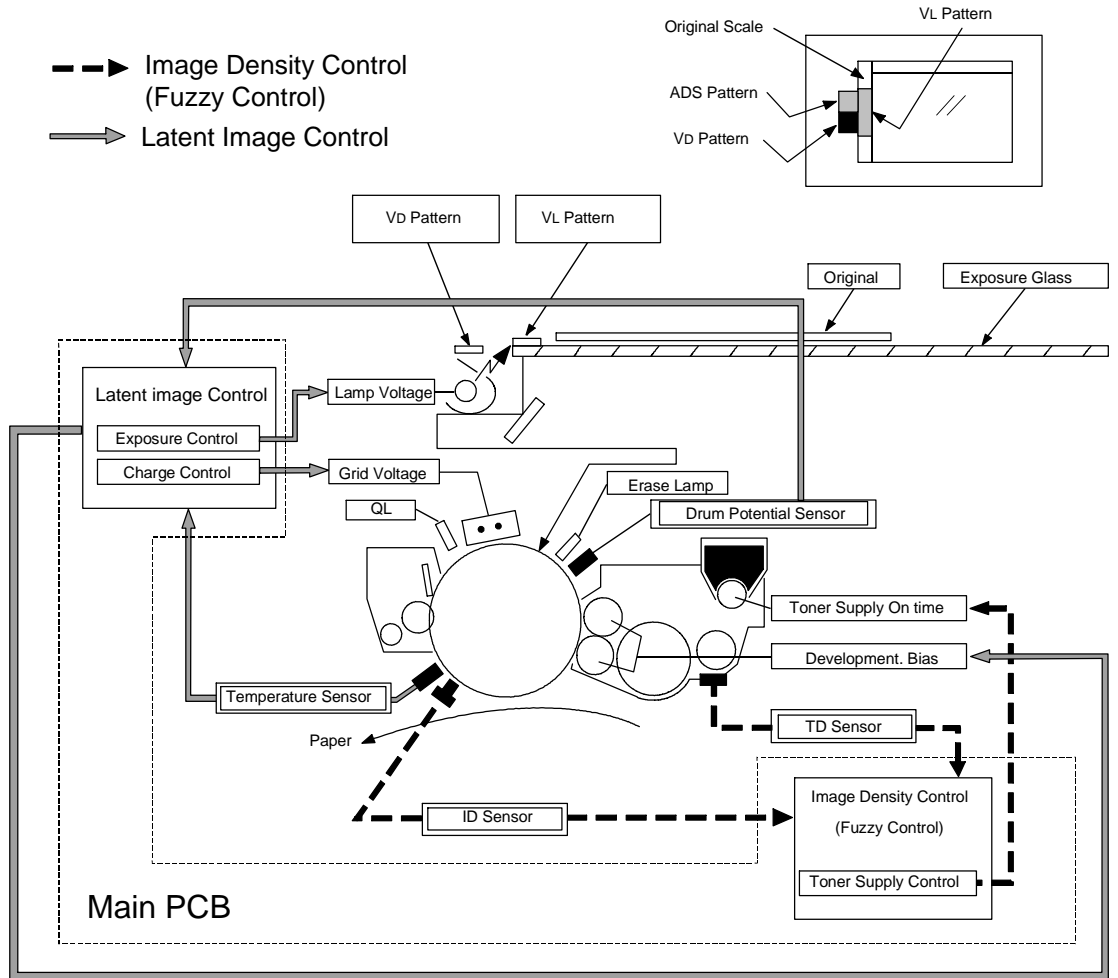 VL Pattern
Original Scale
ADS Pattern
VD Pattern
Image Density Control
(Fuzzy Control)
Latent Image Control
VD Pattern
VL Pattern
Original
Exposure Glass
Latent image Control
Lamp Voltage
Exposure Control
Charge Control
Grid Voltage
Erase Lamp
QL
Drum Potential Sensor
Toner Supply On time
Development. Bias
Temperature Sensor
TD Sensor
Paper
Image Density Control
(Fuzzy Control)
ID Sensor
Toner Supply Control
Main PCB